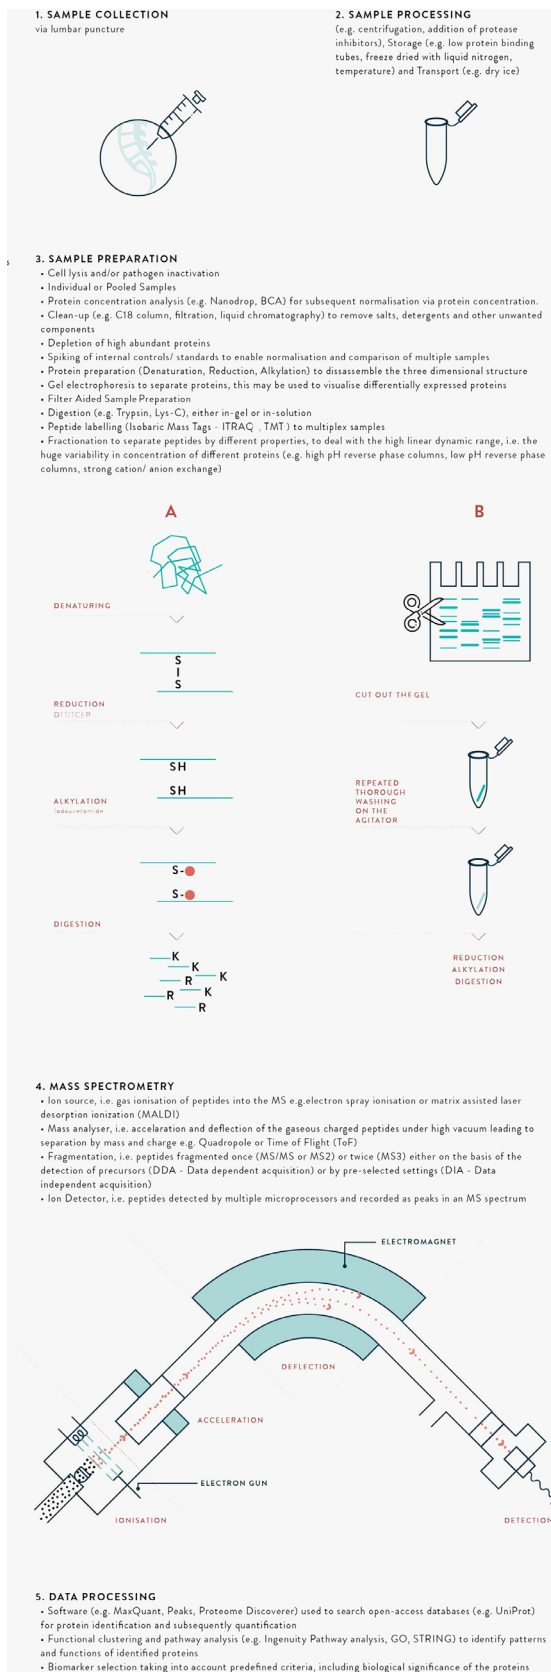 1. SAMPLE COLLECTION
via lumbar puncture
2. SAMPLE PROCESSING
(e.g. centrifugation, addition of protease
inhibitors), Storage (e.g. low protein binding
tubes, freeze dried with liquid nitrogen,
temperature) and Transport (e.g. dry ice)
s
3. SAMPLE PREPARATION
• Cell lysis and/or pathogen inactivation
• Individual or Pooled Samples
• Protein concentration analysis (e.g. Nanodrop, BCA) for subsequent normalisation via protein concentration.
• Clean-up (e.g. C18 column, filtration, liquid chromatography) to remove salts, detergents and other unwanted
components
• Depletion of high abundant proteins
• Spiking of internal controls/ standards to enable normalisation and comparison of multiple samples
• Protein preparation (Denaturation, Reduction, Alkylation) to dissassemble the three dimensional structure
• Gel electrophoresis to separate proteins, this may be used to visualise differentially expressed proteins
• Filter Aided Sample Preparation
• Digestion (e.g. Trypsin, Lys-C), either in-gel or in-solution
• Peptide labelling (Isobaric Mass Tags - ITRAQ , TMT ) to multiplex samples
• Fractionation to separate peptides by different properties, to deal with the high linear dynamic range, i.e. the
huge variability in concentration of different proteins (e.g. high pH reverse phase columns, low pH reverse phase
columns, strong cation/ anion exchange)
A
DENATURING
S
I
S
REDUCTION
DTT/TCEP
SH
SH
ALKYLATION
Iodoacetamide
S-
S-
DIGESTION
K
K
K
R
K
R
R
B
CUT OUT THE GEL
REPEATED
THOROUGH
WASHING
ON THE
AGITATOR
REDUCTION
ALKYLATION
DIGESTION
4. MASS SPECTROMETRY
• Ion source, i.e. gas ionisation of peptides into the MS e.g.electron spray ionisation or matrix assisted laser
desorption ionization (MALDI)
• Mass analyser, i.e. accelaration and deflection of the gaseous charged peptides under high vacuum leading to
separation by mass and charge e.g. Quadropole or Time of Flight (ToF)
• Fragmentation, i.e. peptides fragmented once (MS/MS or MS2) or twice (MS3) either on the basis of the
detection of precursors (DDA - Data dependent acquisition) or by pre-selected settings (DIA - Data
independent acquisition)
• Ion Detector, i.e. peptides detected by multiple microprocessors and recorded as peaks in an MS spectrum
ELECTROMAGNET
DEFLECTION
ACCELERATION
ELECTRON GUN
IONISATION
DETECTION
5. DATA PROCESSING
• Software (e.g. MaxQuant, Peaks, Proteome Discoverer) used to search open-access databases (e.g. UniProt)
for protein identification and subsequently quantification
• Functional clustering and pathway analysis (e.g. Ingenuity Pathway analysis, GO, STRING) to identify patterns
and functions of identified proteins
• Biomarker selection taking into account predefined criteria, including biological significance of the proteins